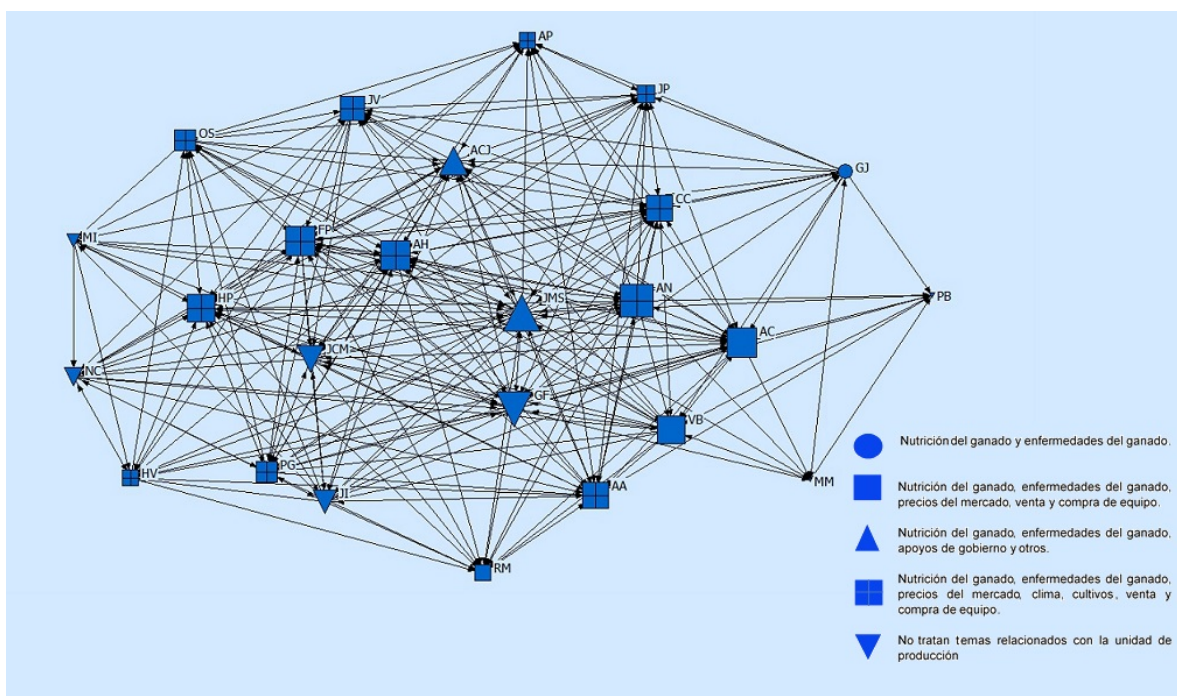 AP
JP
JV
OS
ACJ
GJ
CC
FP
AH
MI
HP
JMS
AN
PB
AC
JCM
NC
GF
VB
HV
PG
JI
AA
MM
RM
Nutrición del ganado y enfermedades del ganado.
Nutrición del ganado, enfermedades del ganado,
precios del mercado, venta y compra de equipo.
Nutrición del ganado, enfermedades del ganado,
apoyos de gobierno y otros.
Nutrición del ganado, enfermedades del ganado,
precios del mercado, clima, cultivos, venta y
compra de equipo.
No tratan temas relacionados con la unidad de
producción